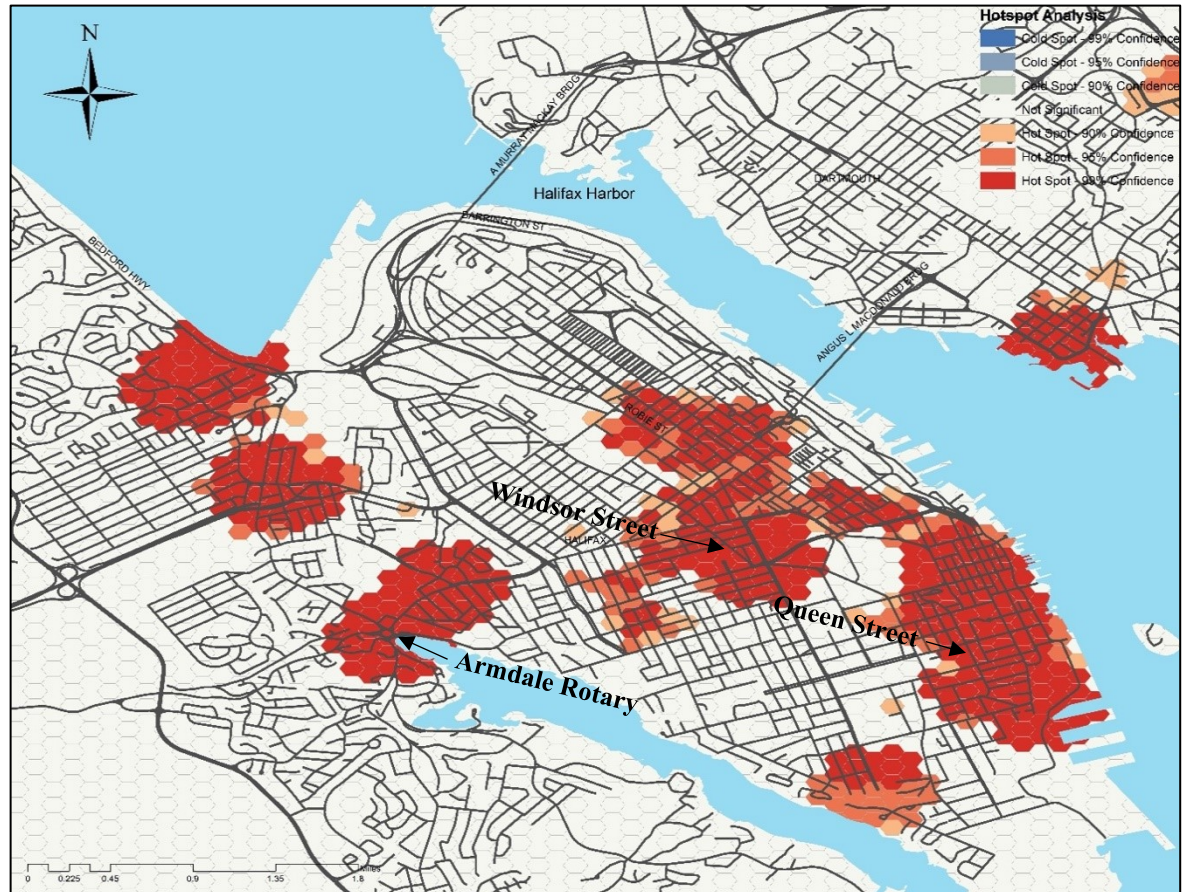 N
Hotspot Analysis
Cold Spot - 99% Confidence
Cold Spot - 95% Confidence
Cold Spot - 90% Confidence
Not Significant
Hot Spot - 90% Confidence
Hot Spot - 95% Confidence
Hot Spot - 99% Confidence
A MURRAY MACKAY BRDG
DARTMOUTH
Halifax Harbor
BARRINGTON ST
BEDFORD HWY
ANGUS L MACDONALD BRDG
ROBIE ST
Windsor Street
HALIFAX
Queen Street
Armdale Rotary
Miles
0 0.225 0.45 0.9 1.35 1.8